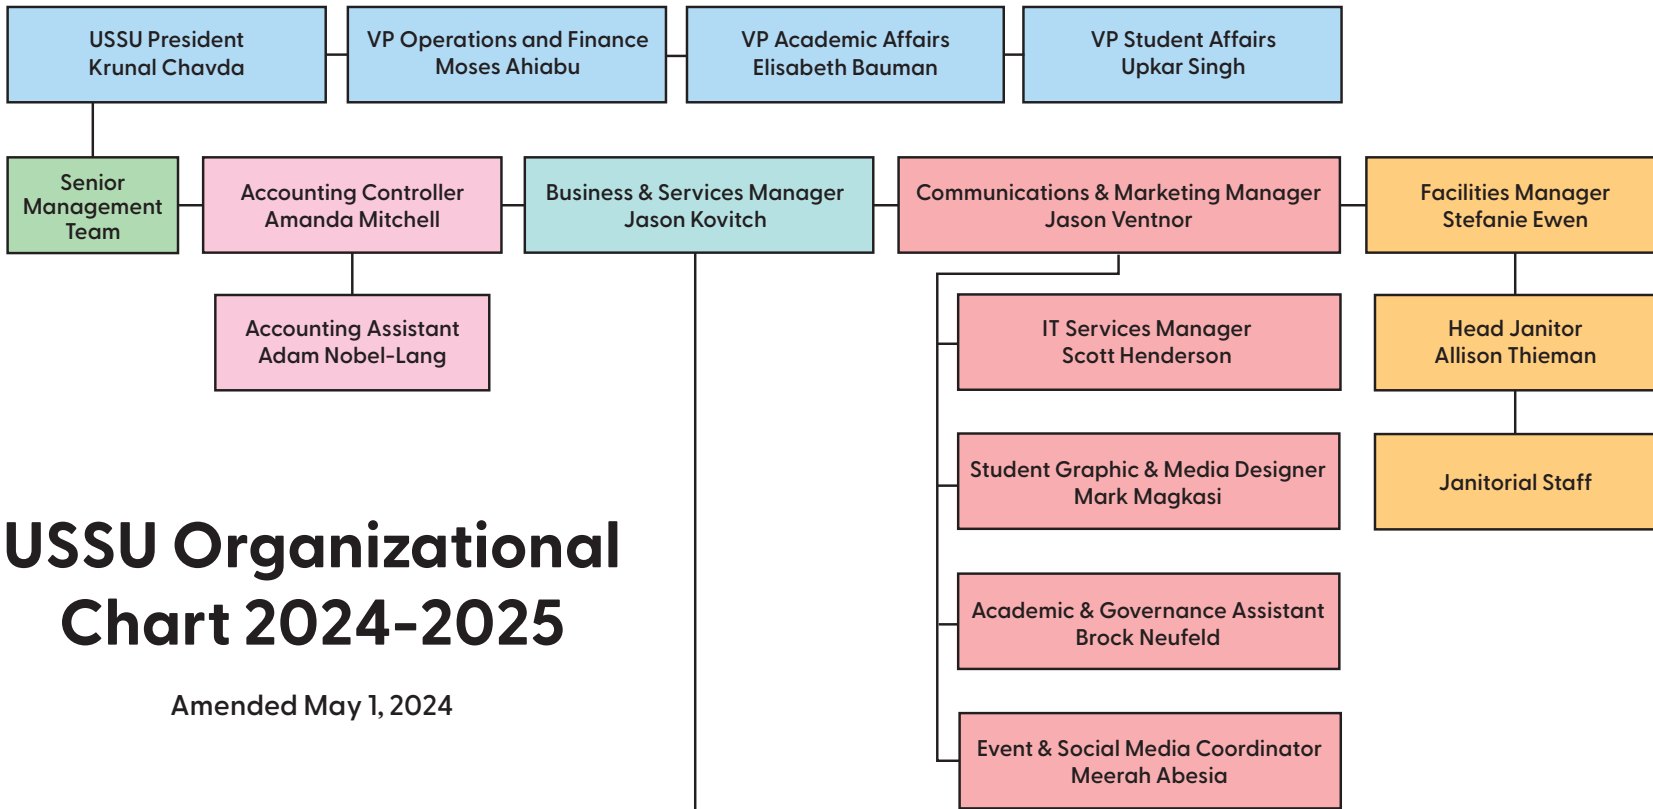 USSU President
Krunal Chavda
VP Operations and Finance
Moses Ahiabu
VP Academic Affairs
Elisabeth Bauman
VP Student Affairs
Upkar Singh
Senior
Management
Team
Accounting Controller
Amanda Mitchell
Business & Services Manager
Jason Kovitch
Communications & Marketing Manager
Jason Ventnor
Facilities Manager
Stefanie Ewen
Accounting Assistant
Adam Nobel-Lang
IT Services Manager
Scott Henderson
Head Janitor
Allison Thieman
Student Graphic & Media Designer
Mark Magkasi
Janitorial Staff
USSU Organizational
Chart 2024-2025
Amended May 1, 2024
Academic & Governance Assistant
Brock Neufeld
Event & Social Media Coordinator
Meerah Abesia